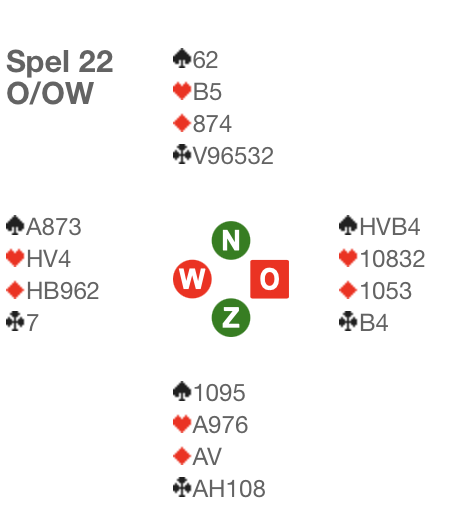 Spel 22
O/OW
♠62
♥B5
♦874
♣V96532
♠A873
♥HV4
♦HB962
♣7
N
W O
Z
♠HVB4
♥10832
♦1053
♣B4
♠1095
♥A976
♦AV
♣AH108